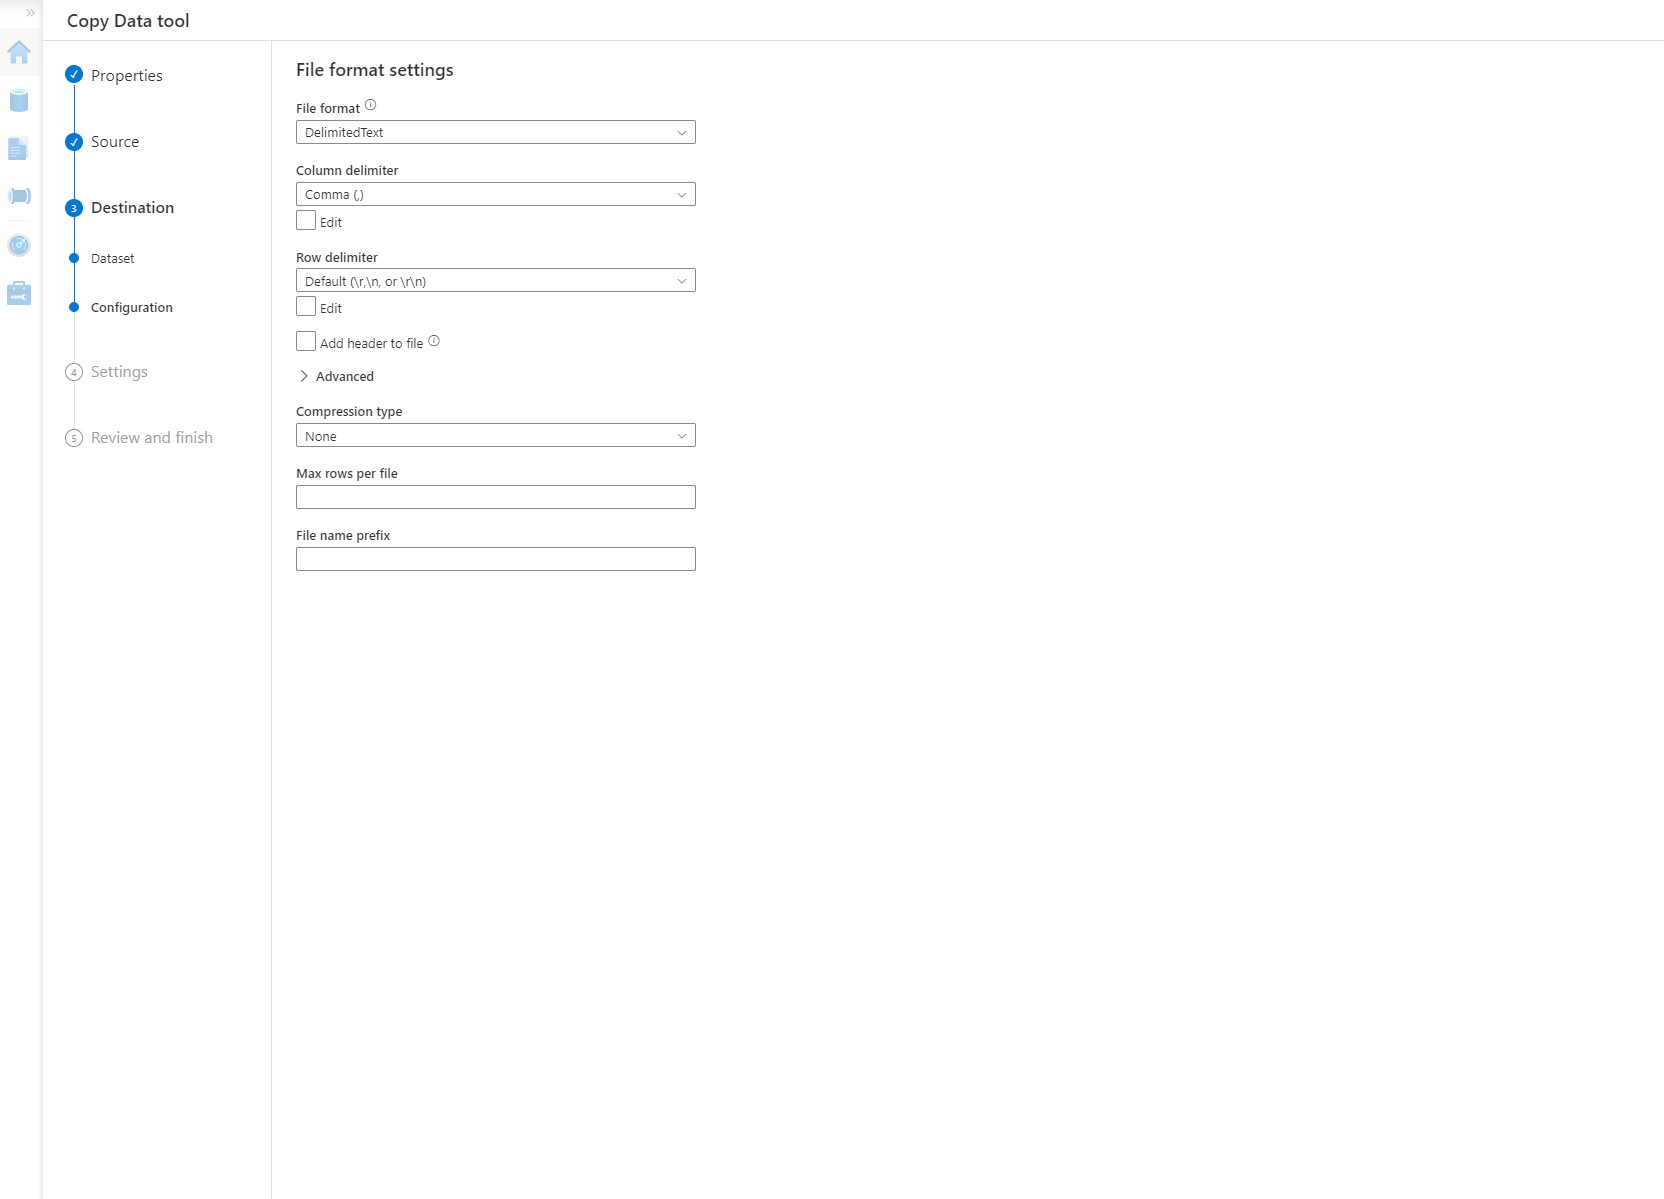 Copy Data tool
Properties
Source
3
Destination
Dataset
Configuration
4
Settings
5
Review and finish
File format settings
File format
DelimitedText
Column delimiter
Comma (,)
Edit
Row delimiter
Default (\r,\n, or \r\n)
Edit
Add header to file
Advanced
Compression type
None
Max rows per file
File name prefix